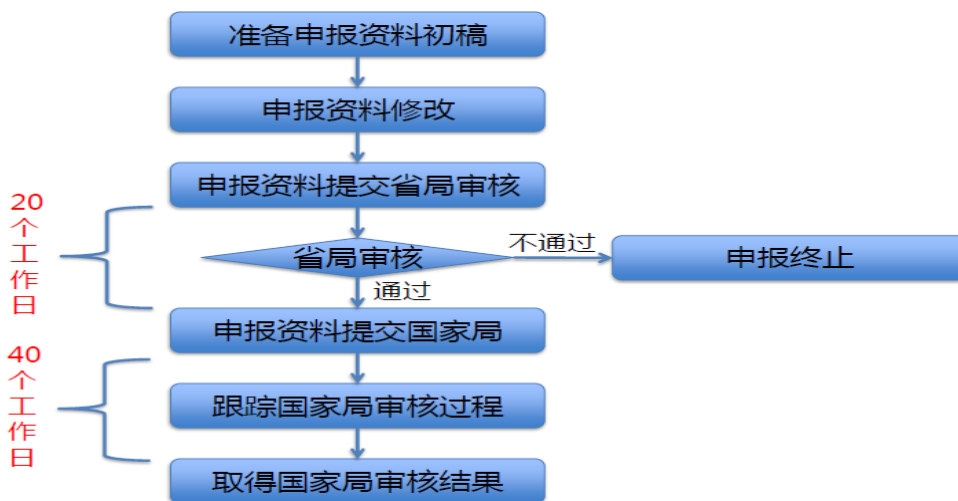 准备申报资料初稿
申报资料修改
申报资料提交省局审核
20
个
工
作
日
省局审核
不通过
申报终止
通过
申报资料提交国家局
40
个
工
作
日
跟踪国家局审核过程
取得国家局审核结果